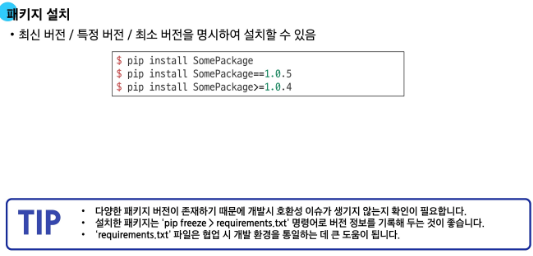 패키지 설치
• 최신 버전 / 특정 버전 / 최소 버전을 명시하여 설치할 수 있음
$ pip install SomePackage
$ pip install SomePackage==1.0.5
$ pip install SomePackage>=1.0.4
TIP
• 다양한 패키지 버전이 존재하기 때문에 개발시 호환성 이슈가 생기지 않는지 확인이 필요합니다.
• 설치한 패키지는 'pip freeze > requirements.txt' 명령어로 버전 정보를 기록해 두는 것이 좋습니다.
• 'requirements.txt' 파일은 협업 시 개발 환경을 통일하는 데 큰 도움이 됩니다.